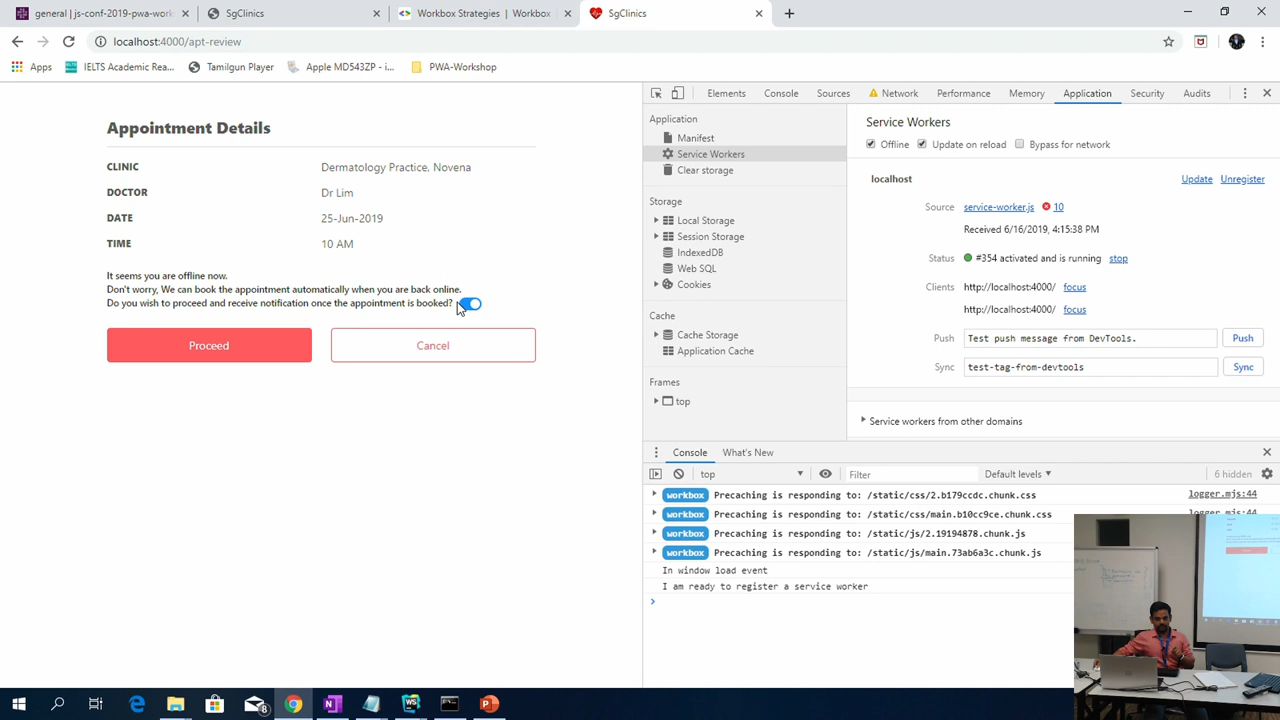 general | js-conf-2019-pwa-work
SgClinics
Workbox Strategies | Workbox
SgClinics
localhost:4000/apt-review
Apps
IELTS Academic Rea...
Tamilgun Player
Apple MD543ZP - i...
PWA-Workshop
Elements
Console
Sources
Network
Performance
Memory
Application
Security
Audits
Appointment Details
CLINIC Dermatology Practice, Novena
DOCTOR Dr Lim
DATE 25-Jun-2019
TIME 10 AM
It seems you are offline now.
Don't worry, We can book the appointment automatically when you are back online.
Do you wish to proceed and receive notification once the appointment is booked?
Proceed
Cancel
Application
Manifest
Service Workers
Clear storage
Storage
Local Storage
Session Storage
IndexedDB
Web SQL
Cookies
Cache
Cache Storage
Application Cache
Frames
top
Service Workers
Offline
Update on reload
Bypass for network
localhost
Update
Unregister
Source service-worker.js 10
Received 6/16/2019, 4:15:38 PM
Status #354 activated and is running stop
Clients http://localhost:4000/ focus
http://localhost:4000/ focus
Push Test push message from DevTools. Push
Sync test-tag-from-devtools Sync
Service workers from other domains
Console
What's New
top
Filter
Default levels
6 hidden
workbox Precaching is responding to: /static/css/2.b179ccdc.chunk.css logger.mjs:44
workbox Precaching is responding to: /static/css/main.b10cc9ce.chunk.css logger.mjs:44
workbox Precaching is responding to: /static/js/2.19194878.chunk.js
workbox Precaching is responding to: /static/js/main.73ab6a3c.chunk.js
In window load event
I am ready to register a service worker
8